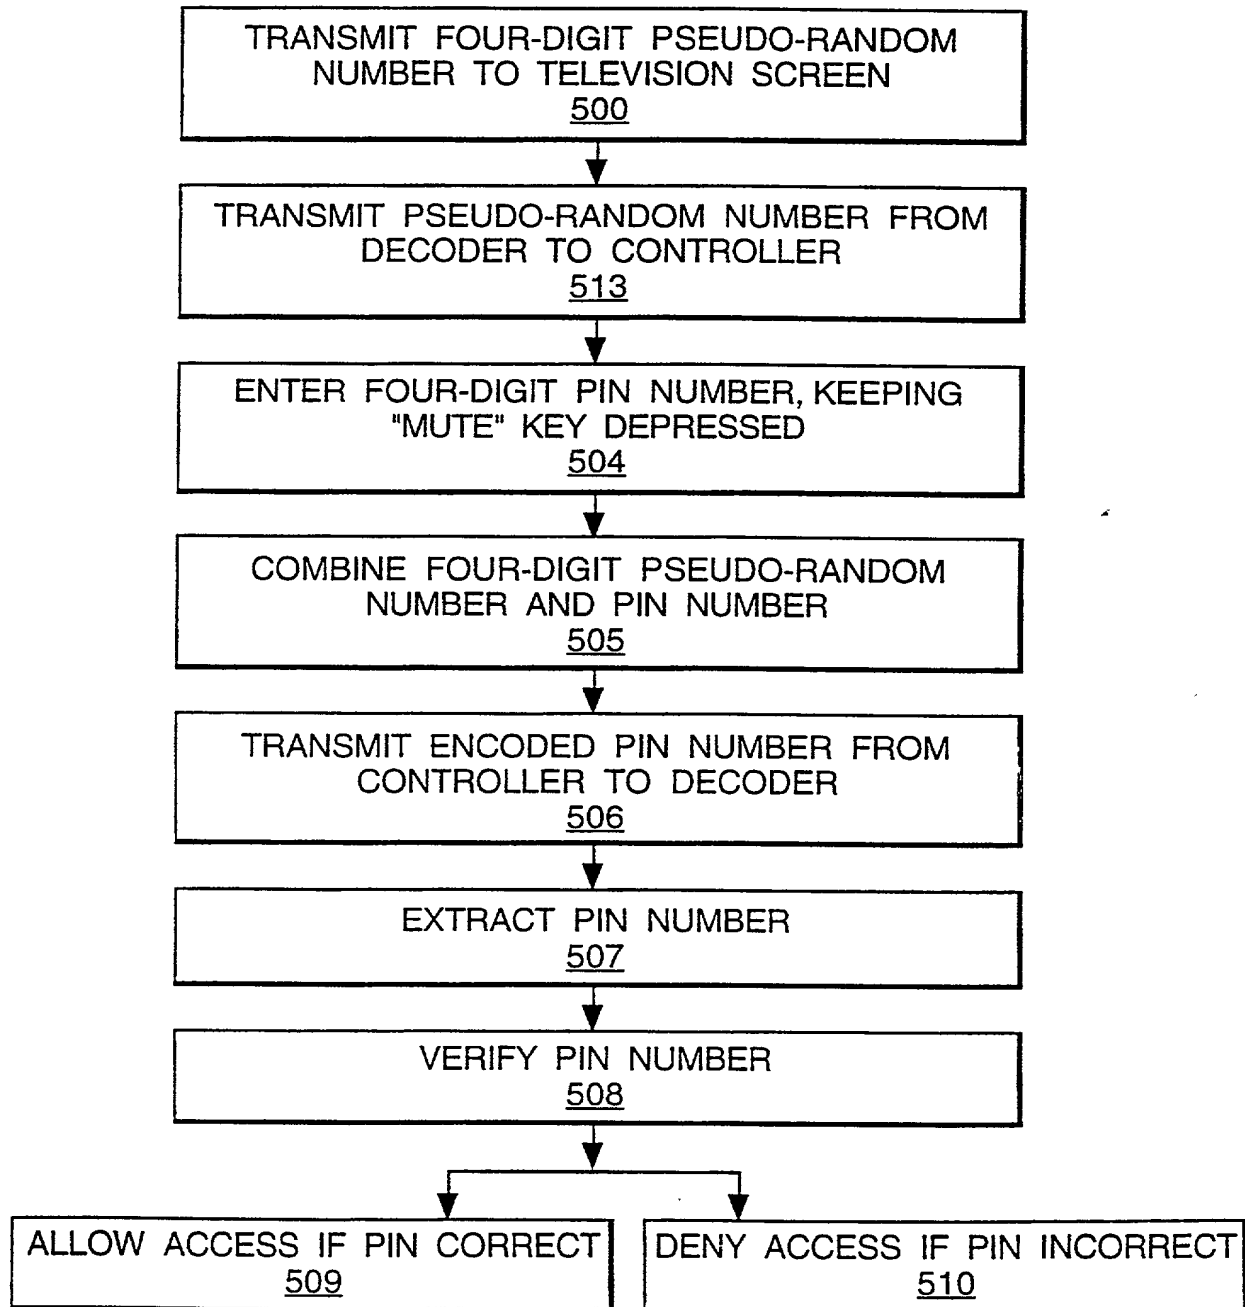 TRANSMIT FOUR-DIGIT PSEUDO-RANDOM
NUMBER TO TELEVISION SCREEN
500
TRANSMIT PSEUDO-RANDOM NUMBER FROM
DECODER TO CONTROLLER
513
ENTER FOUR-DIGIT PIN NUMBER, KEEPING
"MUTE" KEY DEPRESSED
504
COMBINE FOUR-DIGIT PSEUDO-RANDOM
NUMBER AND PIN NUMBER
505
TRANSMIT ENCODED PIN NUMBER FROM
CONTROLLER TO DECODER
506
EXTRACT PIN NUMBER
507
VERIFY PIN NUMBER
508
ALLOW ACCESS IF PIN CORRECT
509
DENY ACCESS IF PIN INCORRECT
510